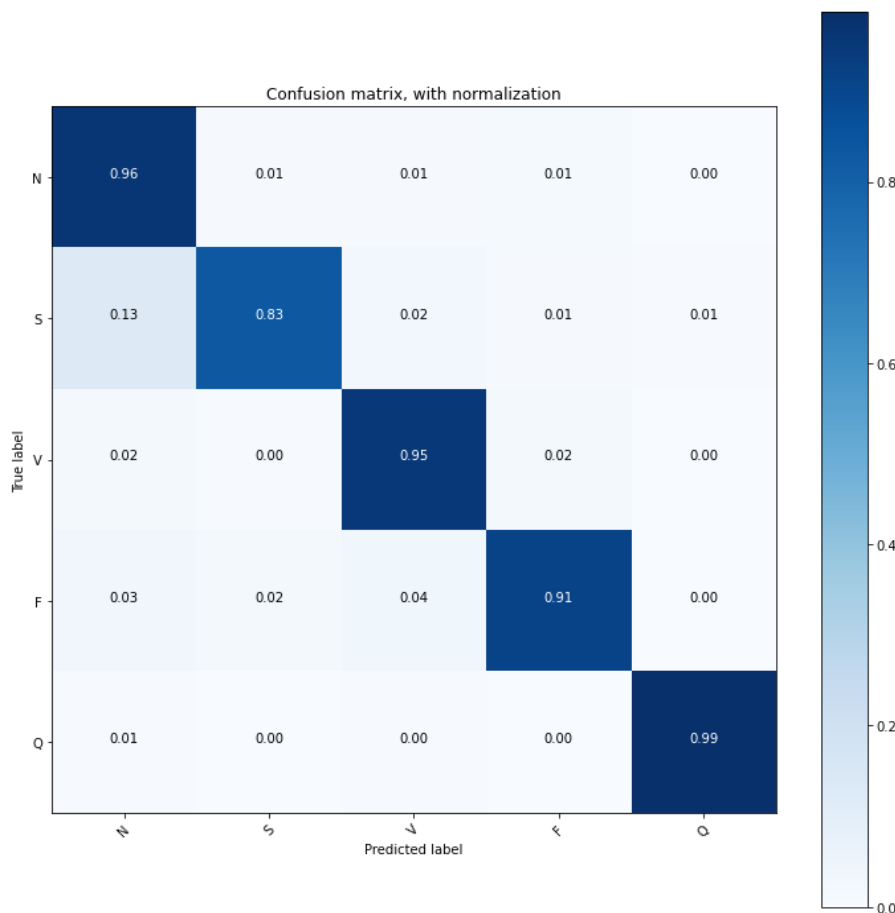 Confusion matrix, with normalization
N 0.96 0.01 0.01 0.01 0.00
S 0.13 0.83 0.02 0.01 0.01
V 0.02 0.00 0.95 0.02 0.00
F 0.03 0.02 0.04 0.91 0.00
Q 0.01 0.00 0.00 0.00 0.99
True label
N S V F Q
Predicted label
0.8
0.6
0.4
0.2
0.0